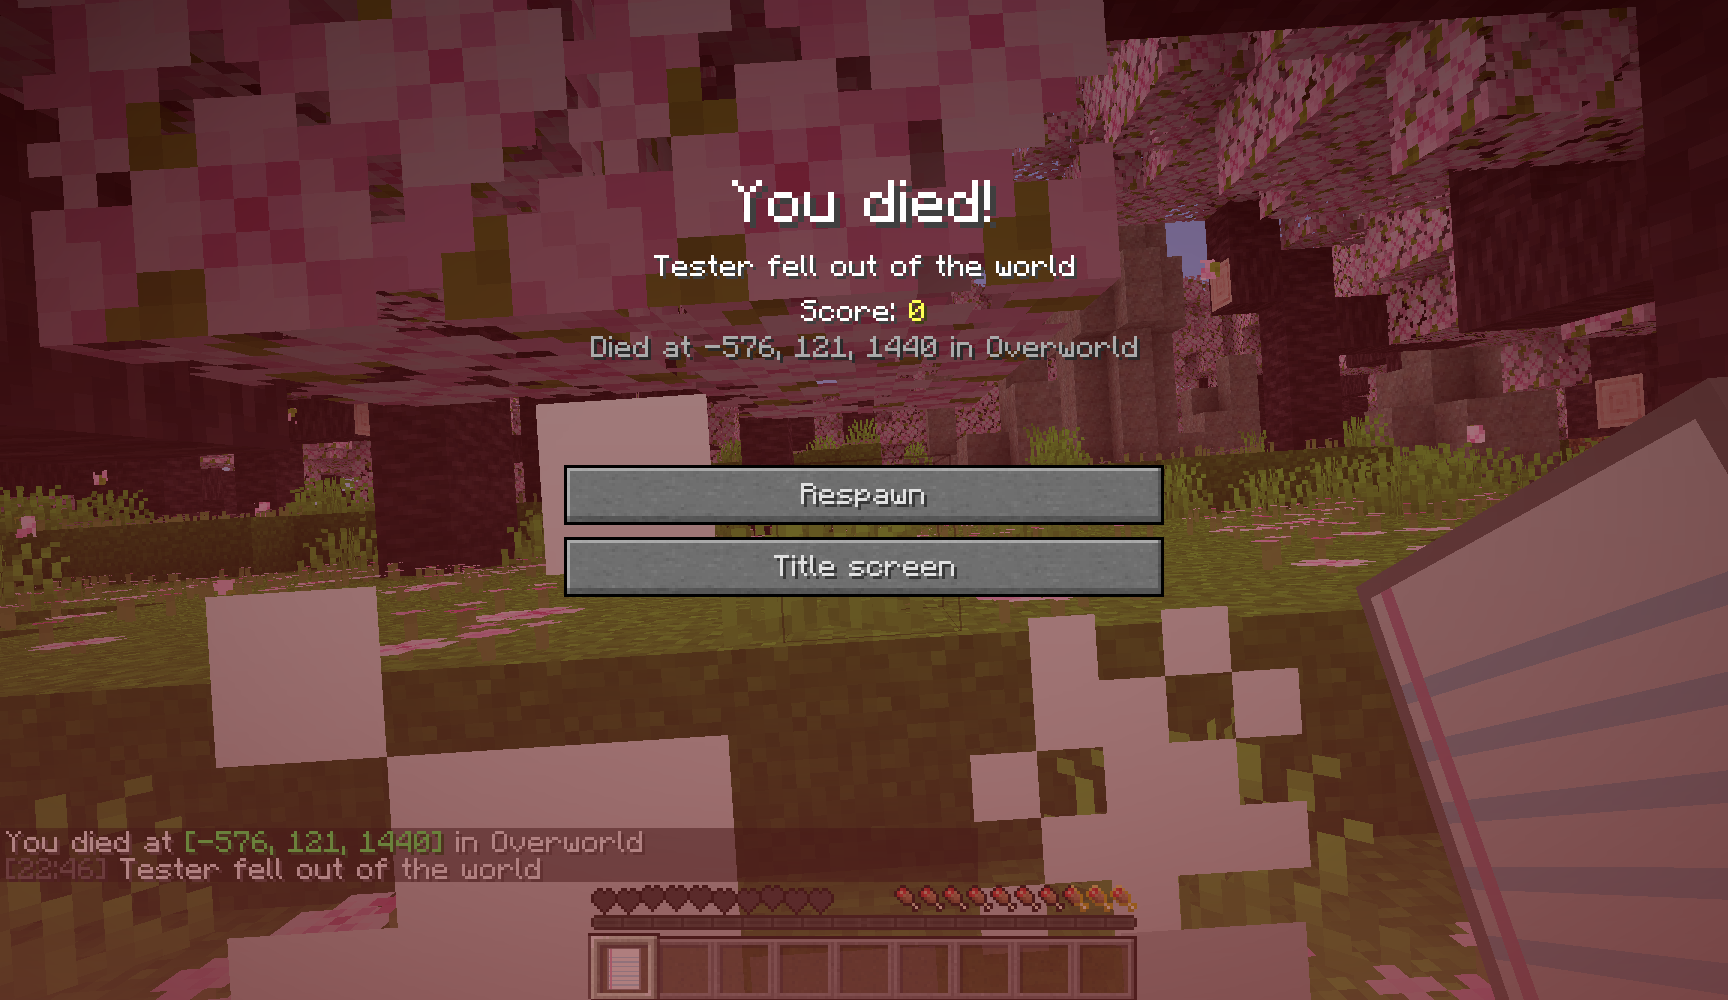 You died!
Tester fell out of the world
Score: 0
Died at -576, 121, 1440 in Overworld
Respawn
Title screen
You died at [-576, 121, 1440] in Overworld
[22:46] Tester fell out of the world